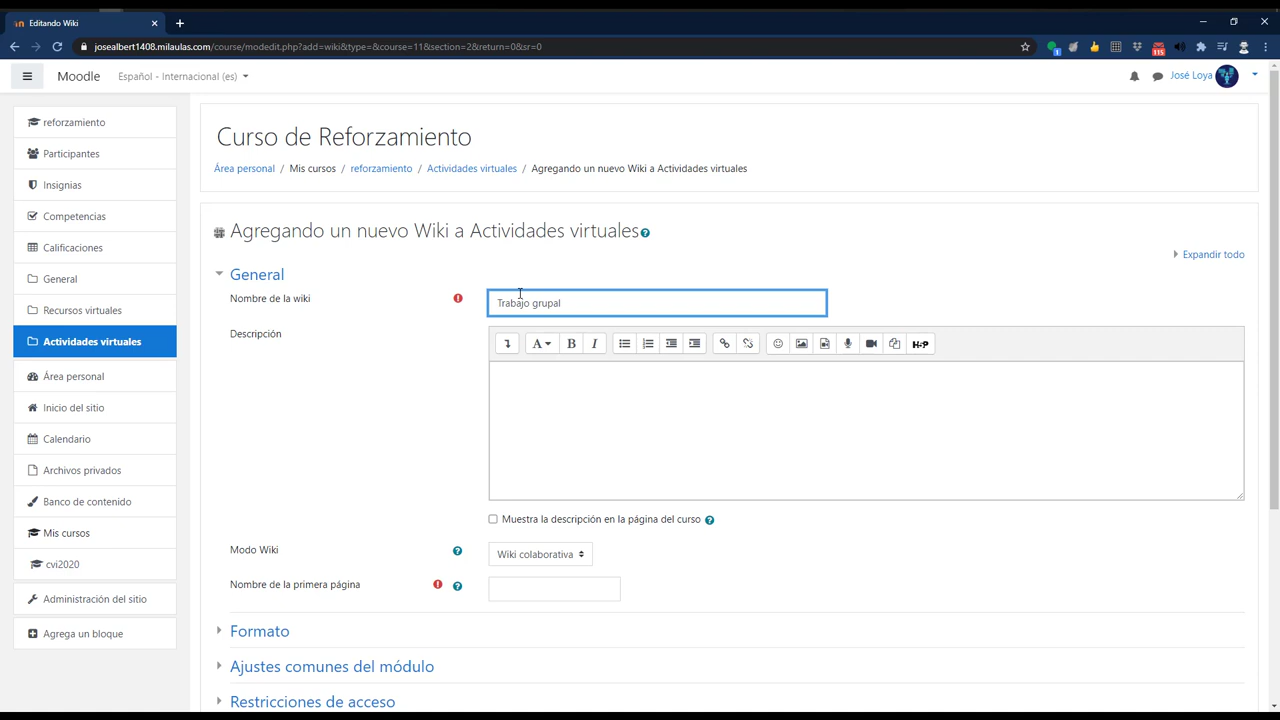 Editando Wiki
josealbert1408.milaulas.com/course/modedit.php?add=wiki&type=&course=11&section=2&return=0&sr=0
115
Moodle
Español - Internacional (es)
José Loya
reforzamiento
Participantes
Insignias
Competencias
Calificaciones
General
Recursos virtuales
Actividades virtuales
Área personal
Inicio del sitio
Calendario
Archivos privados
Banco de contenido
Mis cursos
cvi2020
Administración del sitio
Agrega un bloque
Curso de Reforzamiento
Área personal / Mis cursos / reforzamiento / Actividades virtuales / Agregando un nuevo Wiki a Actividades virtuales
Agregando un nuevo Wiki a Actividades virtuales
Expandir todo
General
Nombre de la wiki
Trabajo grupal
Descripción
A B I H-P
Muestra la descripción en la página del curso
Modo Wiki
Wiki colaborativa
Nombre de la primera página
Formato
Ajustes comunes del módulo
Restricciones de acceso